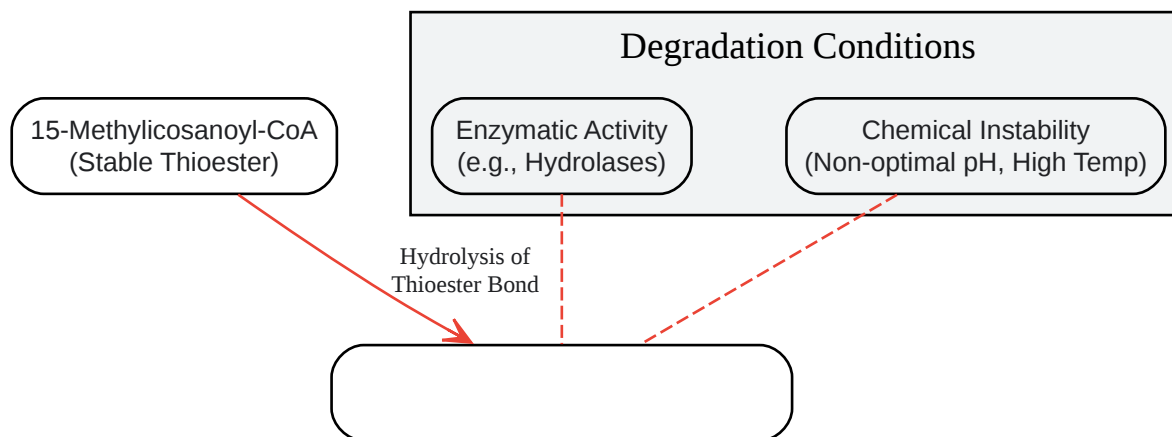 Degradation Conditions
15-Methylicosanoyl-CoA
(Stable Thioester)
Enzymatic Activity
(e.g., Hydrolases)
Chemical Instability
(Non-optimal pH, High Temp)
Hydrolysis of
Thioester Bond